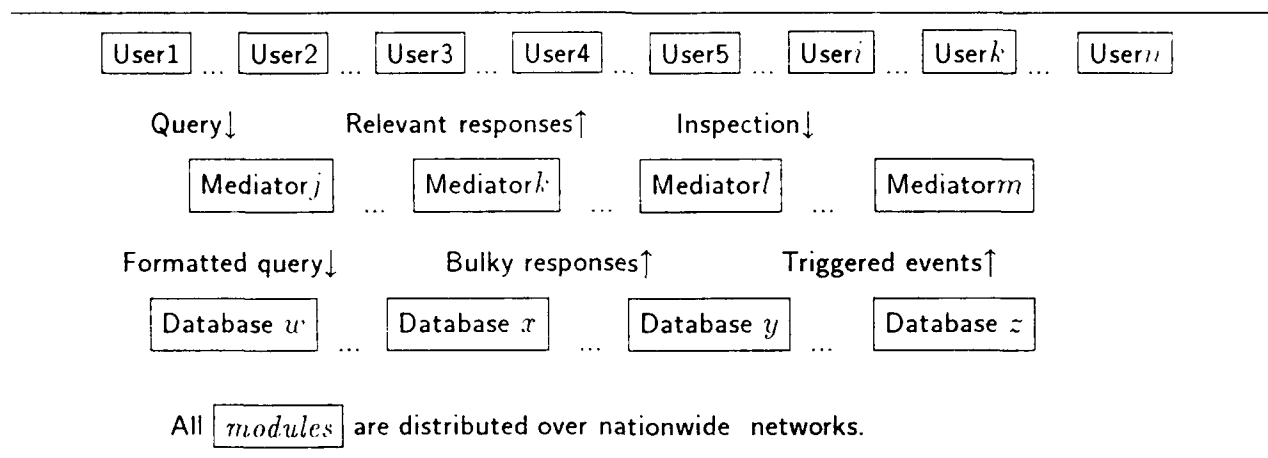 User1 ... User2 ... User3 ... User4 ... User5 ... Useri ... Userk ... Usern
Query↓ Relevant responses↑ Inspection↓
Mediatorj ... Mediatork ... Mediatorl ... Mediatorm
Formatted query↓ Bulky responses↑ Triggered events↑
Database w ... Database x ... Database y ... Database z
All modules are distributed over nationwide networks.